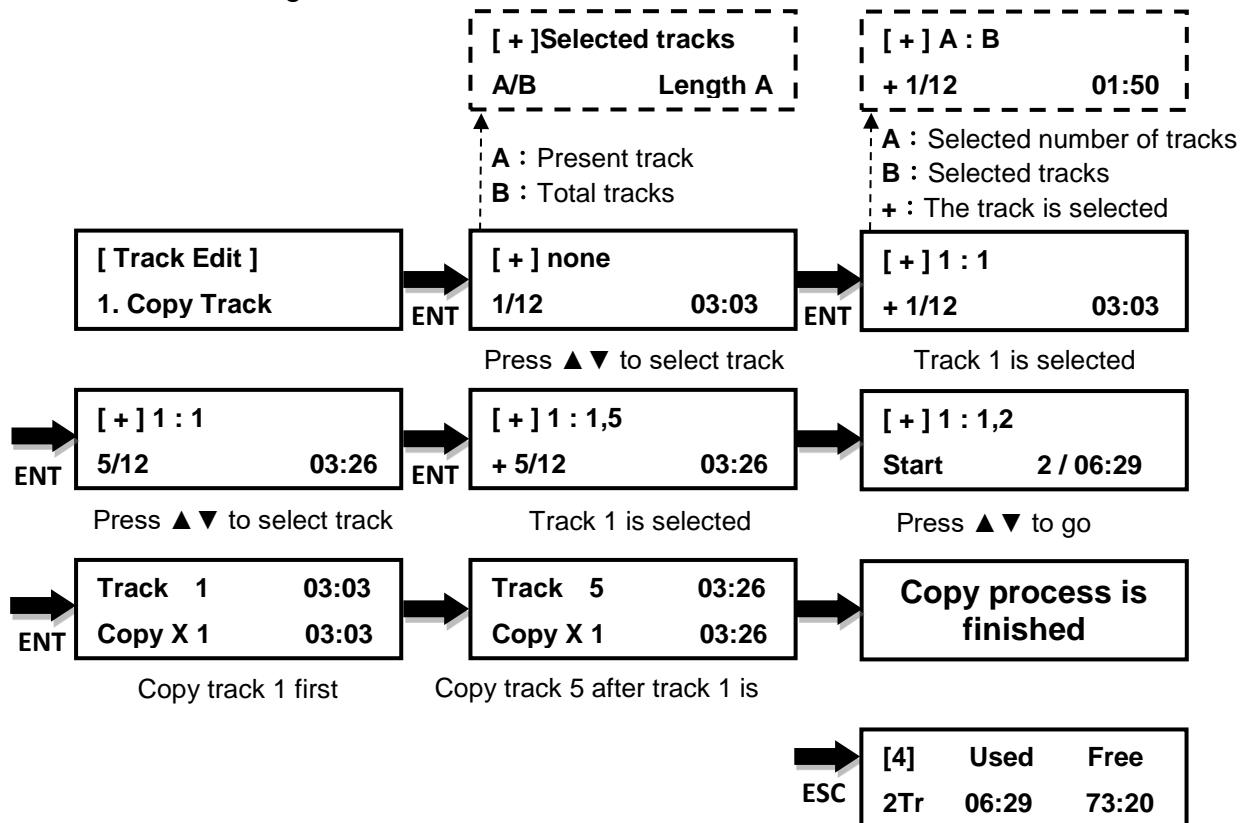 [ + ]Selected tracks
A/B Length A
[ + ] A : B
+ 1/12 01:50
A：Present track
B：Total tracks
A：Selected number of tracks
B：Selected tracks
+：The track is selected
[ Track Edit ]
1. Copy Track
ENT
[ + ] none
1/12 03:03
ENT
[ + ] 1 : 1
+ 1/12 03:03
Press ▲▼ to select track
Track 1 is selected
ENT
[ + ] 1 : 1
5/12 03:26
ENT
[ + ] 1 : 1,5
+ 5/12 03:26
[ + ] 1 : 1,2
Start 2 / 06:29
Press ▲▼ to select track
Track 1 is selected
Press ▲▼ to go
ENT
Track 1 03:03
Copy X 1 03:03
Track 5 03:26
Copy X 1 03:26
Copy process is
finished
Copy track 1 first
Copy track 5 after track 1 is
ESC
[4] Used Free
2Tr 06:29 73:20